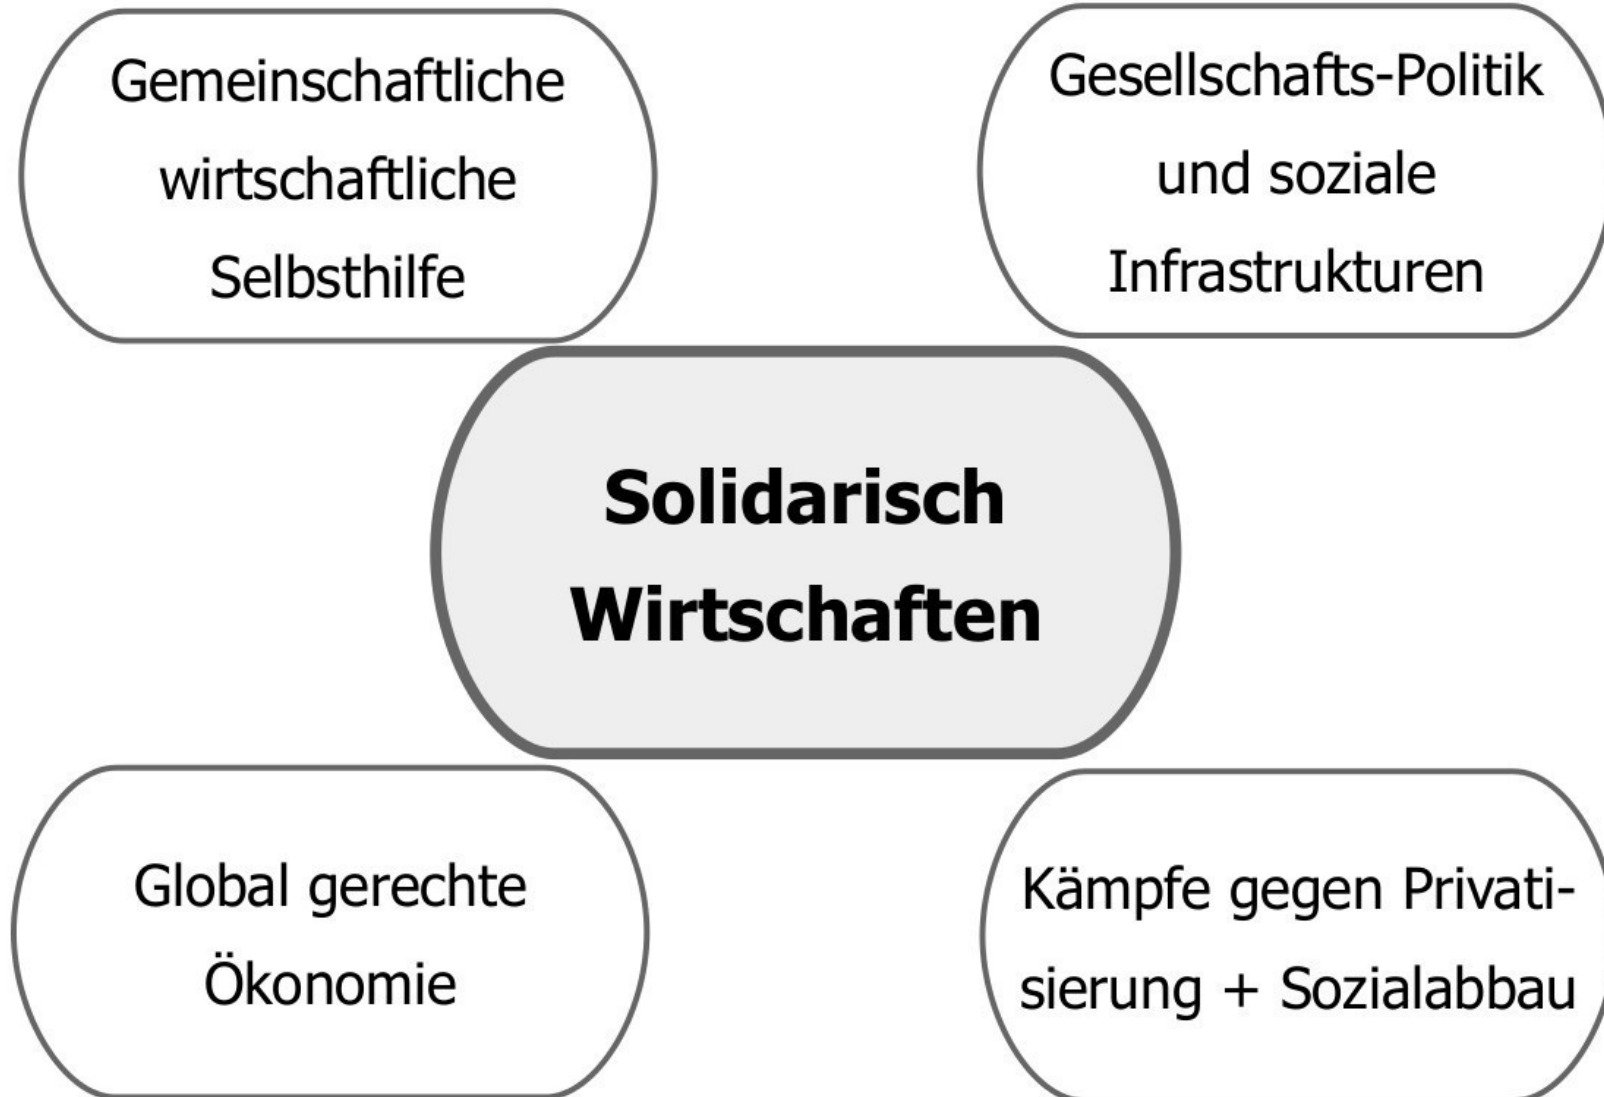 Gemeinschaftliche
wirtschaftliche
Selbsthilfe
Gesellschafts-Politik
und soziale
Infrastrukturen
Solidarisch
Wirtschaften
Global gerechte
Ökonomie
Kämpfe gegen Privati-
sierung + Sozialabbau